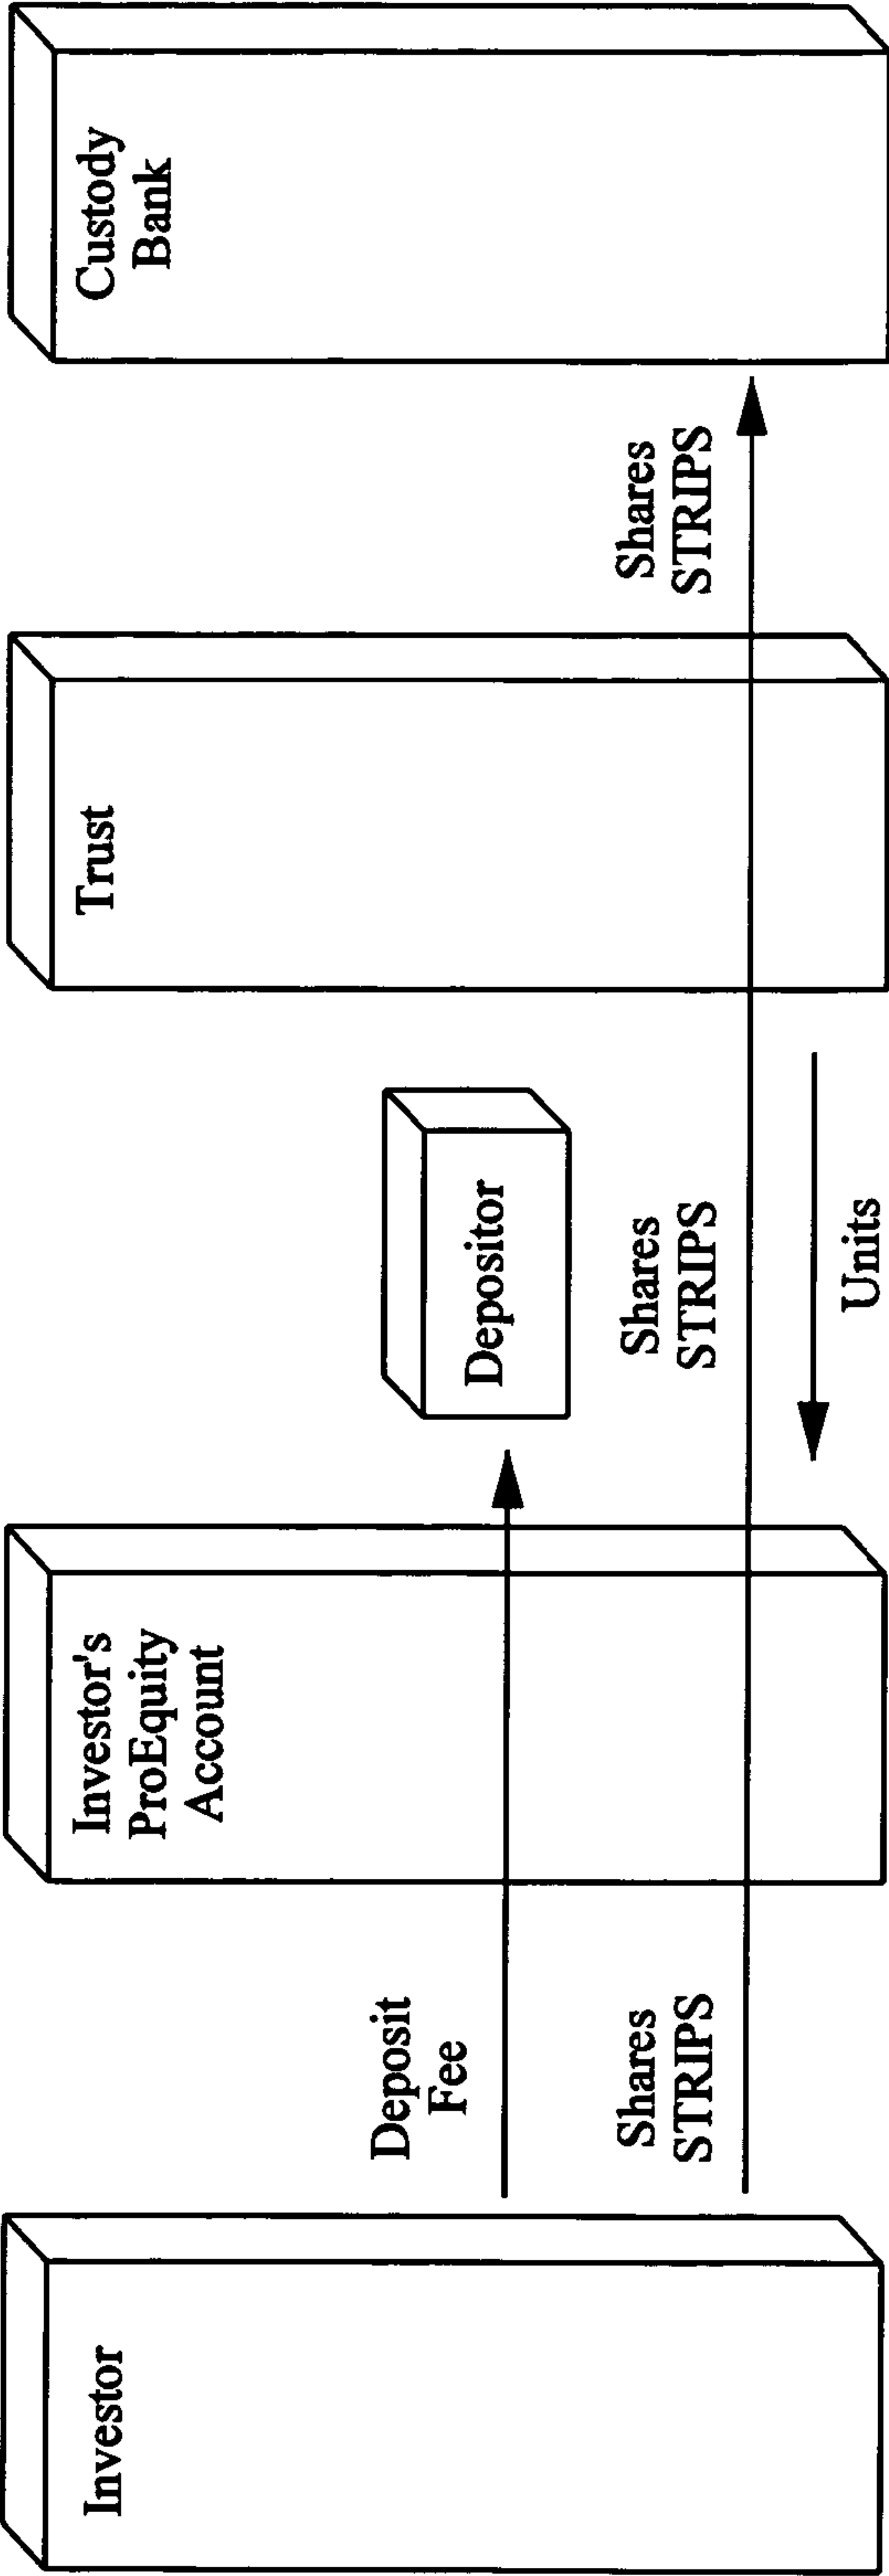 Investor
Deposit
Fee
Shares
STRIPS
Investor's
ProEquity
Account
Depositor
Shares
STRIPS
Units
Trust
Shares
STRIPS
Custody
Bank